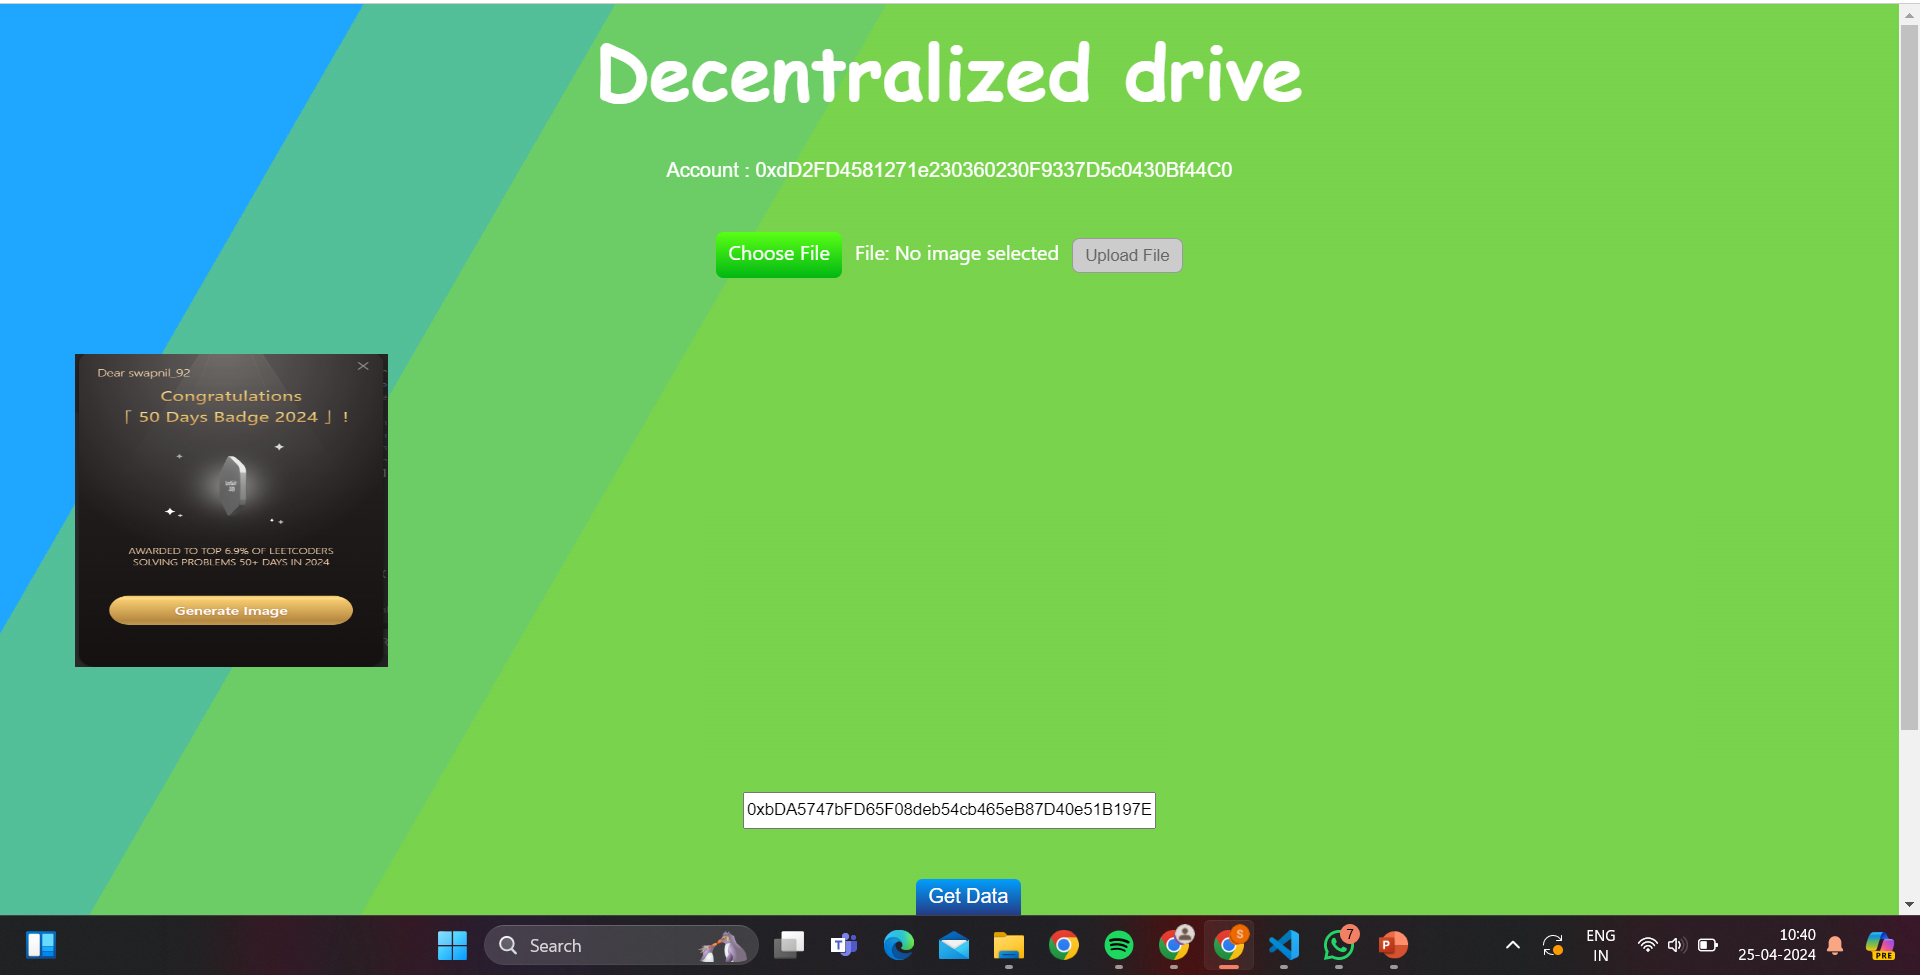 Decentralized drive
Account : 0xdD2FD4581271e230360230F9337D5c0430Bf44C0
Choose File File: No image selected Upload File
Dear swapnil_92
Congratulations
「 50 Days Badge 2024 」 !
AWARDED TO TOP 6.9% OF LEETCODERS
SOLVING PROBLEMS 50+ DAYS IN 2024
Generate Image
0xbDA5747bFD65F08deb54cb465eB87D40e51B197E
Get Data
Search
T
S
7
P
ENG
IN
10:40
25-04-2024
PRE